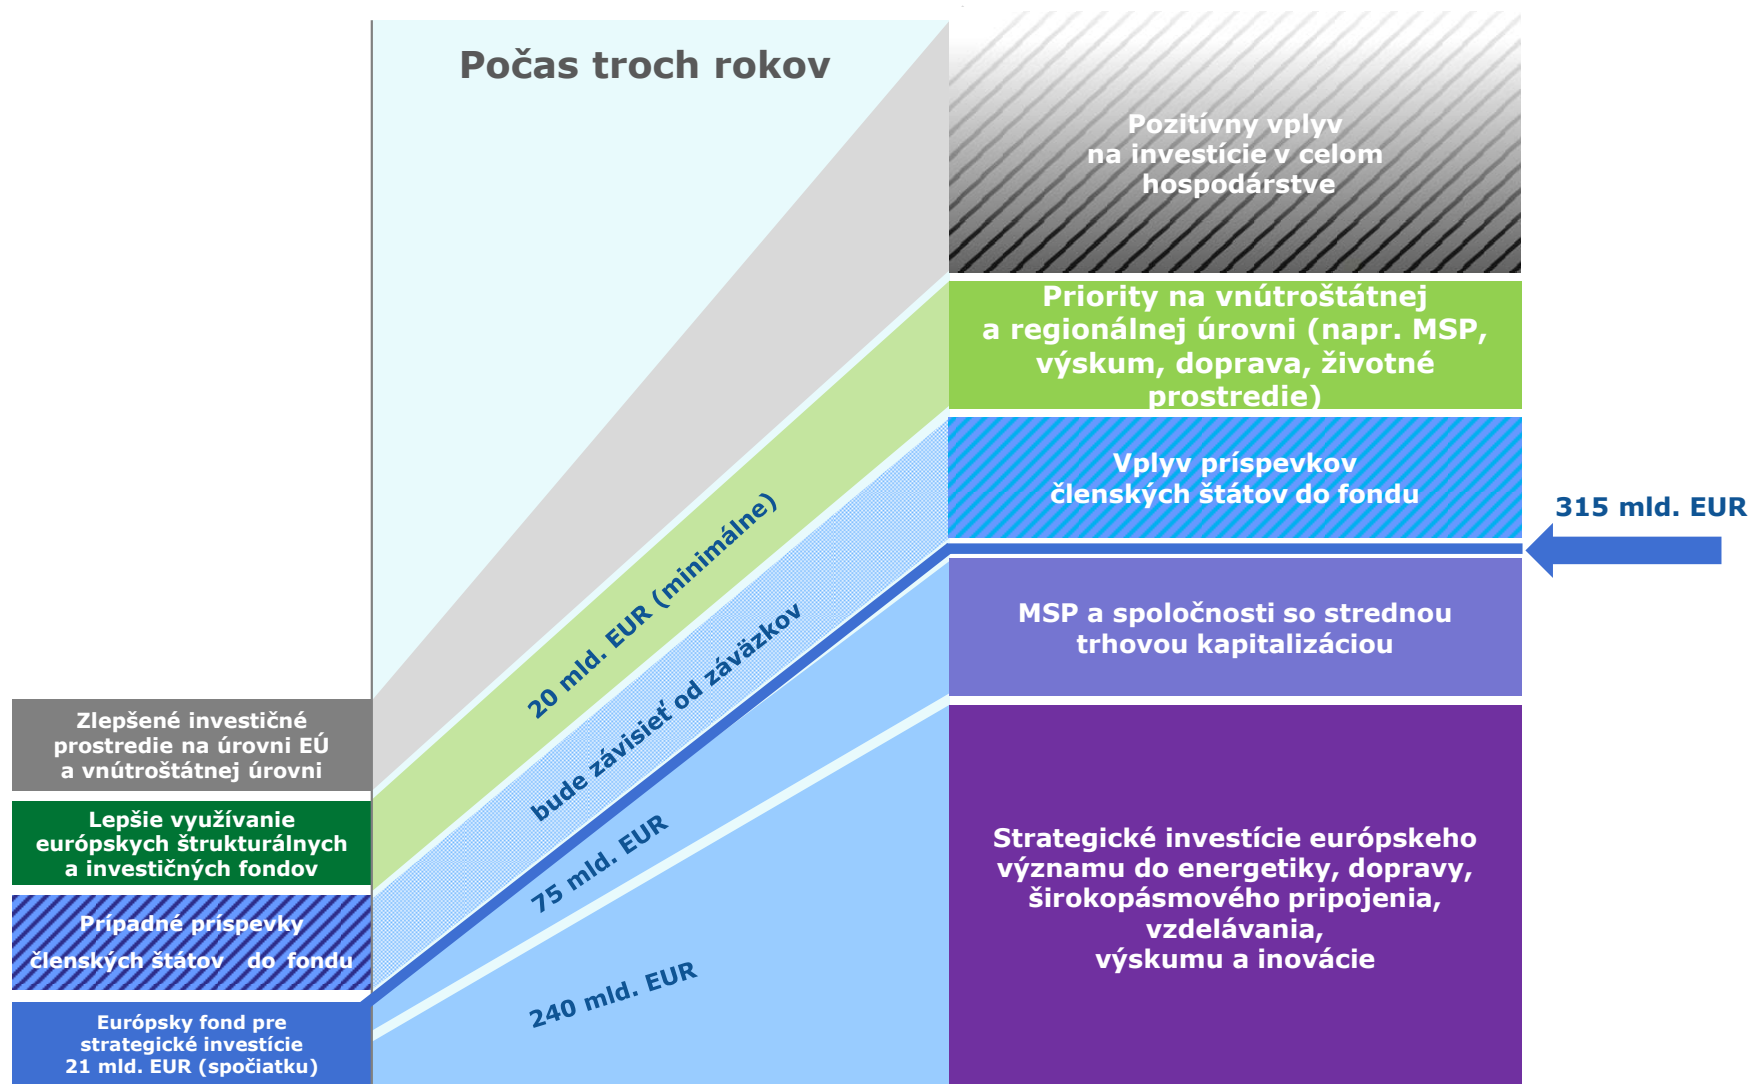 Počas troch rokov
Pozitívny vplyv
na investície v celom
hospodárstve
Priority na vnútroštátnej
a regionálnej úrovni (napr. MSP,
výskum, doprava, životné
prostredie)
Vplyv príspevkov
členských štátov do fondu
315 mld. EUR
MSP a spoločnosti so strednou
trhovou kapitalizáciou
Strategické investície európskeho
významu do energetiky, dopravy,
širokopásmového pripojenia,
vzdelávania,
výskumu a inovácie
20 mld. EUR (minimálne)
bude závisieť od záväzkov
75 mld. EUR
240 mld. EUR
Zlepšené investičné
prostredie na úrovni EÚ
a vnútroštátnej úrovni
Lepšie využívanie
európskych štrukturálnych
a investičných fondov
Prípadné príspevky
členských štátov do fondu
Európsky fond pre
strategické investície
21 mld. EUR (spočiatku)